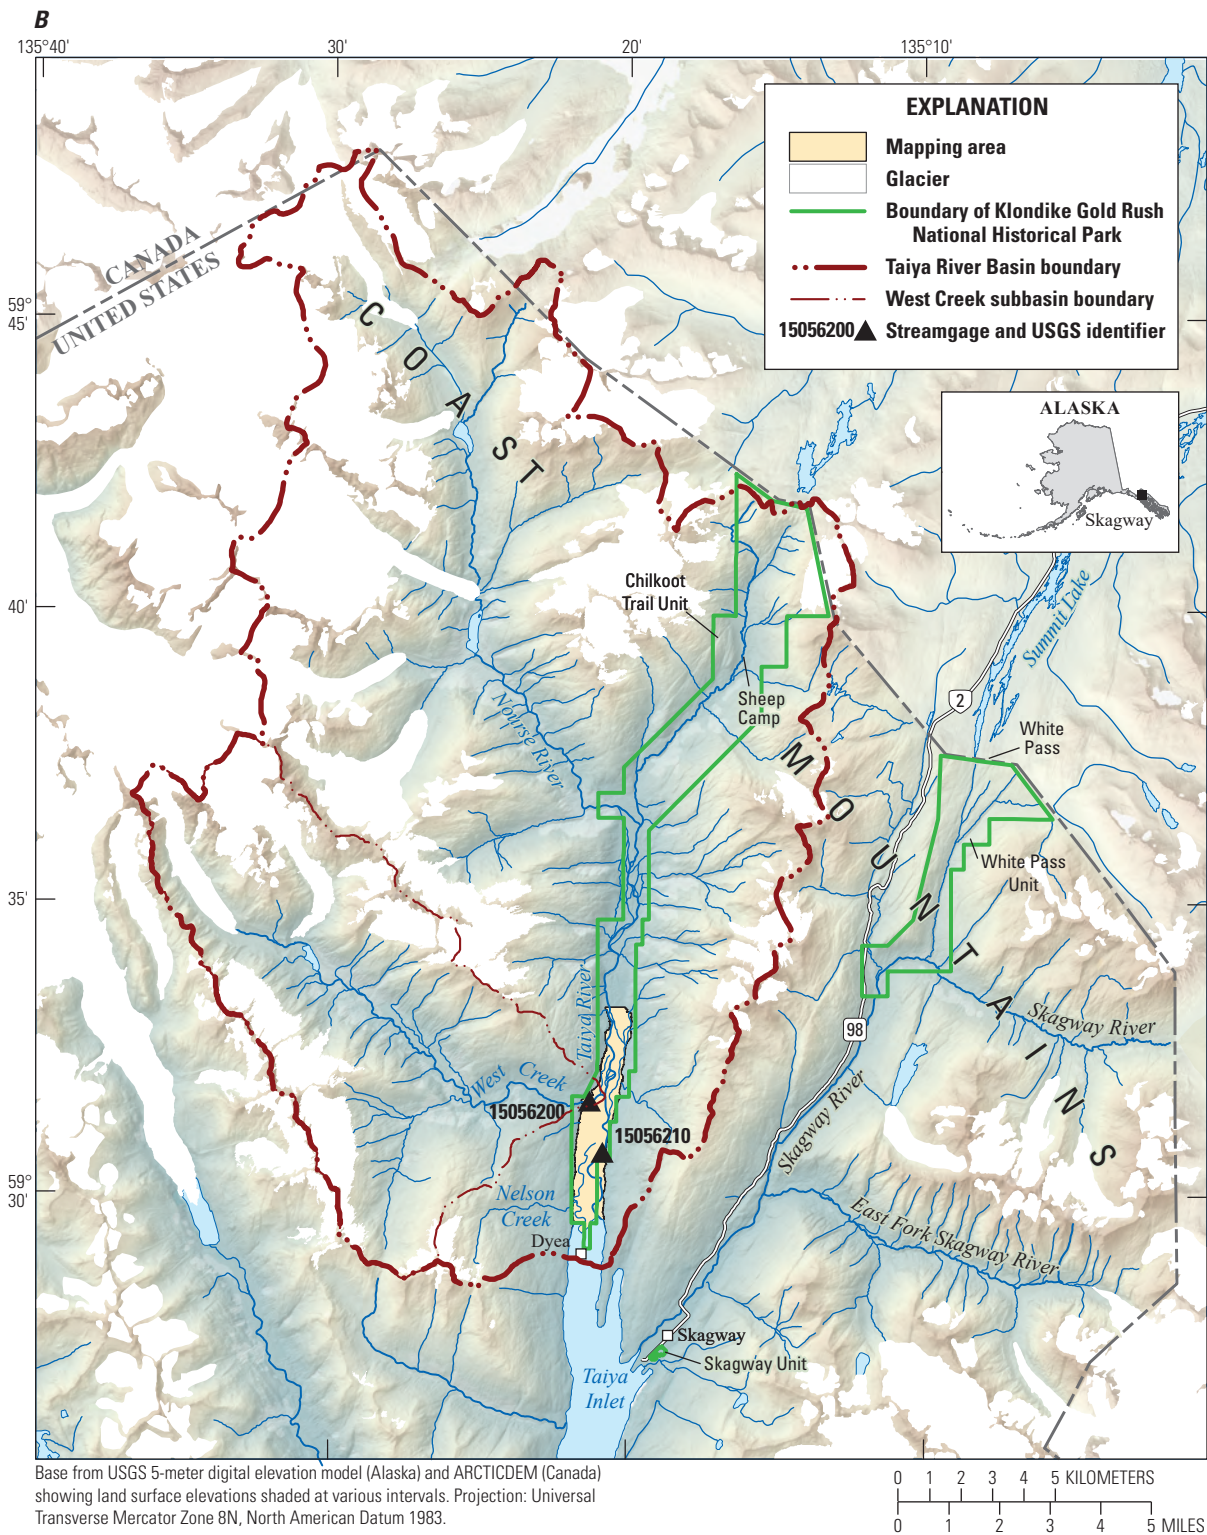 B
135°40'
30'
20'
135°10'
EXPLANATION
Mapping area
Glacier
Boundary of Klondike Gold Rush
National Historical Park
Taiya River Basin boundary
West Creek subbasin boundary
15056200
Streamgage and USGS identifier
CANADA
UNITED STATES
59°
45'
COAST
ALASKA
Skagway
Chilkoot
Trail Unit
40'
Summit Lake
Sheep
Camp
Nourse River
2
White
Pass
MOUNTAINS
White Pass
Unit
35'
Taiya River
Skagway River
98
West Creek
15056200
15056210
Skagway River
59°
30'
Nelson
Creek
East Fork Skagway River
Dyea
Skagway
Skagway Unit
Taiya
Inlet
Base from USGS 5-meter digital elevation model (Alaska) and ARCTICDEM (Canada)
showing land surface elevations shaded at various intervals. Projection: Universal
Transverse Mercator Zone 8N, North American Datum 1983.
0 1 2 3 4 5 KILOMETERS
0 1 2 3 4 5 MILES